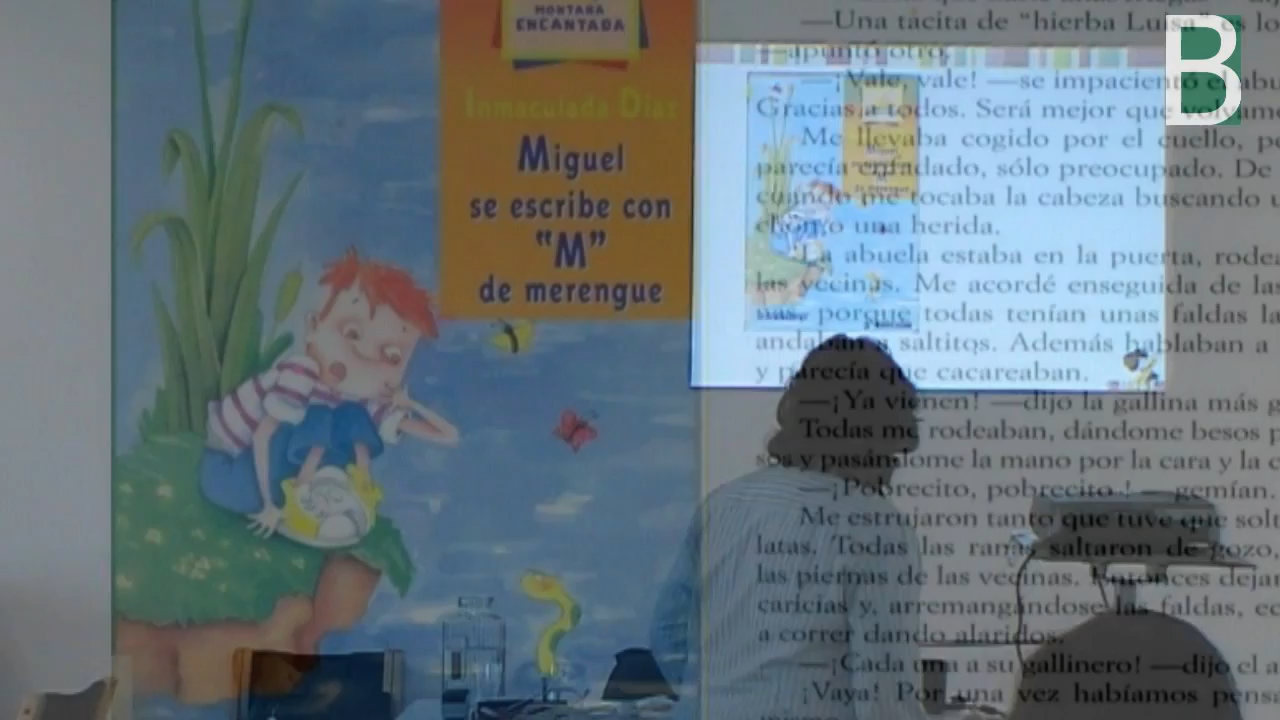 MONTAÑA
ENCANTADA
Inmaculada Díaz
Miguel
se escribe con
"M"
de merengue
B
—Una tacita de "hierba Luisa" es lo
—apuntó otro.
—¡Vale, vale! —se impacientó el abu
Gracias a todos. Será mejor que volvamo
Me llevaba cogido por el cuello, pe
parecía enfadado, sólo preocupado. De
cuando me tocaba la cabeza buscando u
o una herida.
La abuela estaba en la puerta, rodea
las vecinas. Me acordé enseguida de las
porque todas tenían unas faldas la
andaban a saltitos. Además hablaban a
y parecía que cacareaban.
—¡Ya vienen! —dijo la gallina más g
Todas me rodeaban, dándome besos p
sos y pasándome la mano por la cara y la c
—¡Pobrecito, pobrecito! —gemían.
Me estrujaron tanto que tuve que solt
latas. Todas las ranas saltaron de gozo,
las piernas de las vecinas. Entonces dejar
caricias y, arremangándose las faldas, ec
a correr dando alaridos.
—¡Cada una a su gallinero! —dijo el a
¡Vaya! Por una vez habíamos pensa